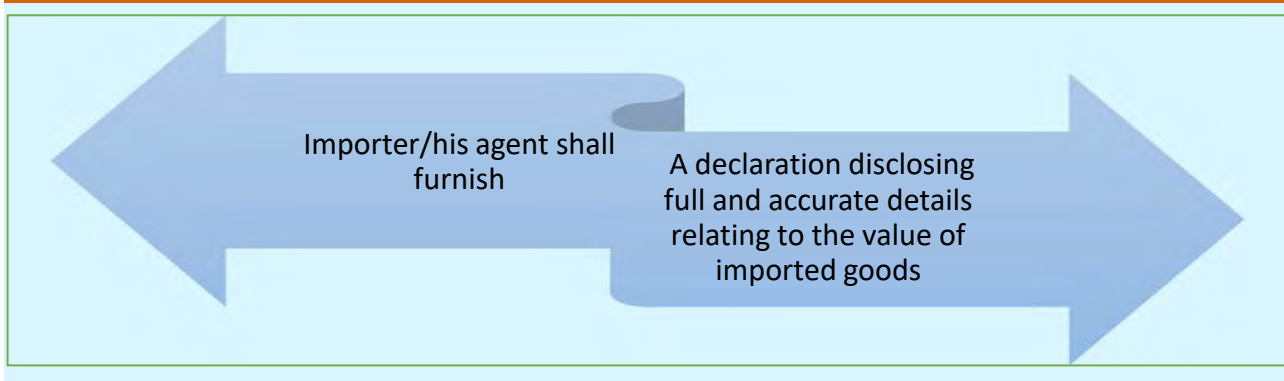 Importer/his agent shall
furnish
A declaration disclosing
full and accurate details
relating to the value of
imported goods